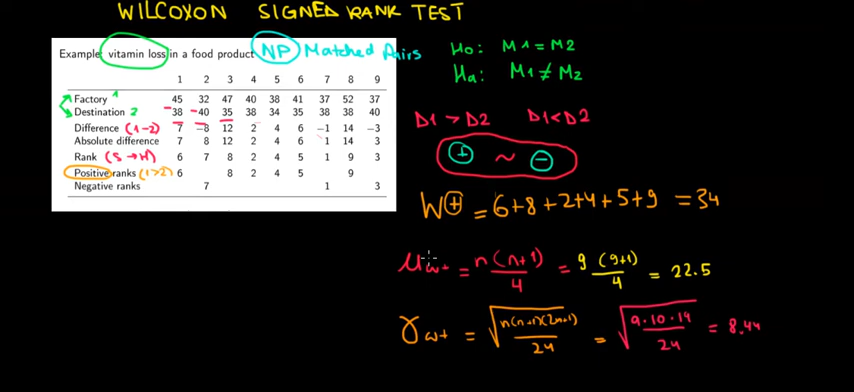 WILCOXON SIGNED RANK TEST
Example: vitamin loss in a food product NP Matched Pairs
1 2 3 4 5 6 7 8 9
Factory 1 45 32 47 40 38 41 37 52 37
Destination 2 38 40 35 38 34 35 38 38 40
Difference (1-2) 7 −8 12 2 4 6 −1 14 −3
Absolute difference 7 8 12 2 4 6 1 14 3
Rank (S→H) 6 7 8 2 4 5 1 9 3
Positive ranks (1>2) 6 8 2 4 5 9
Negative ranks 7 1 3
Ho: M1 = M2
Ha: M1 ≠ M2
D1 > D2 D1 < D2
+ ~ −
W+ = 6+8+2+4+5+9 = 34
μw+ = n(n+1)/4 = 9(9+1)/4 = 22.5
γw+ = √n(n+1)(2n+1)/24 = √9·10·19/24 = 8.44